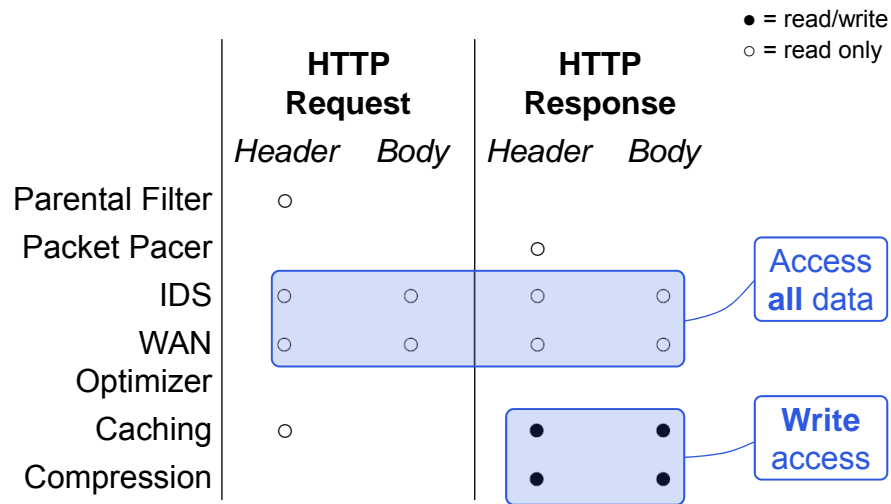 ● = read/write
○ = read only
HTTP Request
HTTP Response
Header Body Header Body
Parental Filter ○
Packet Pacer ○
IDS ○ ○ ○ ○
WAN Optimizer ○ ○ ○ ○
Caching ○ ● ●
Compression ● ●
Access
all data
Write
access